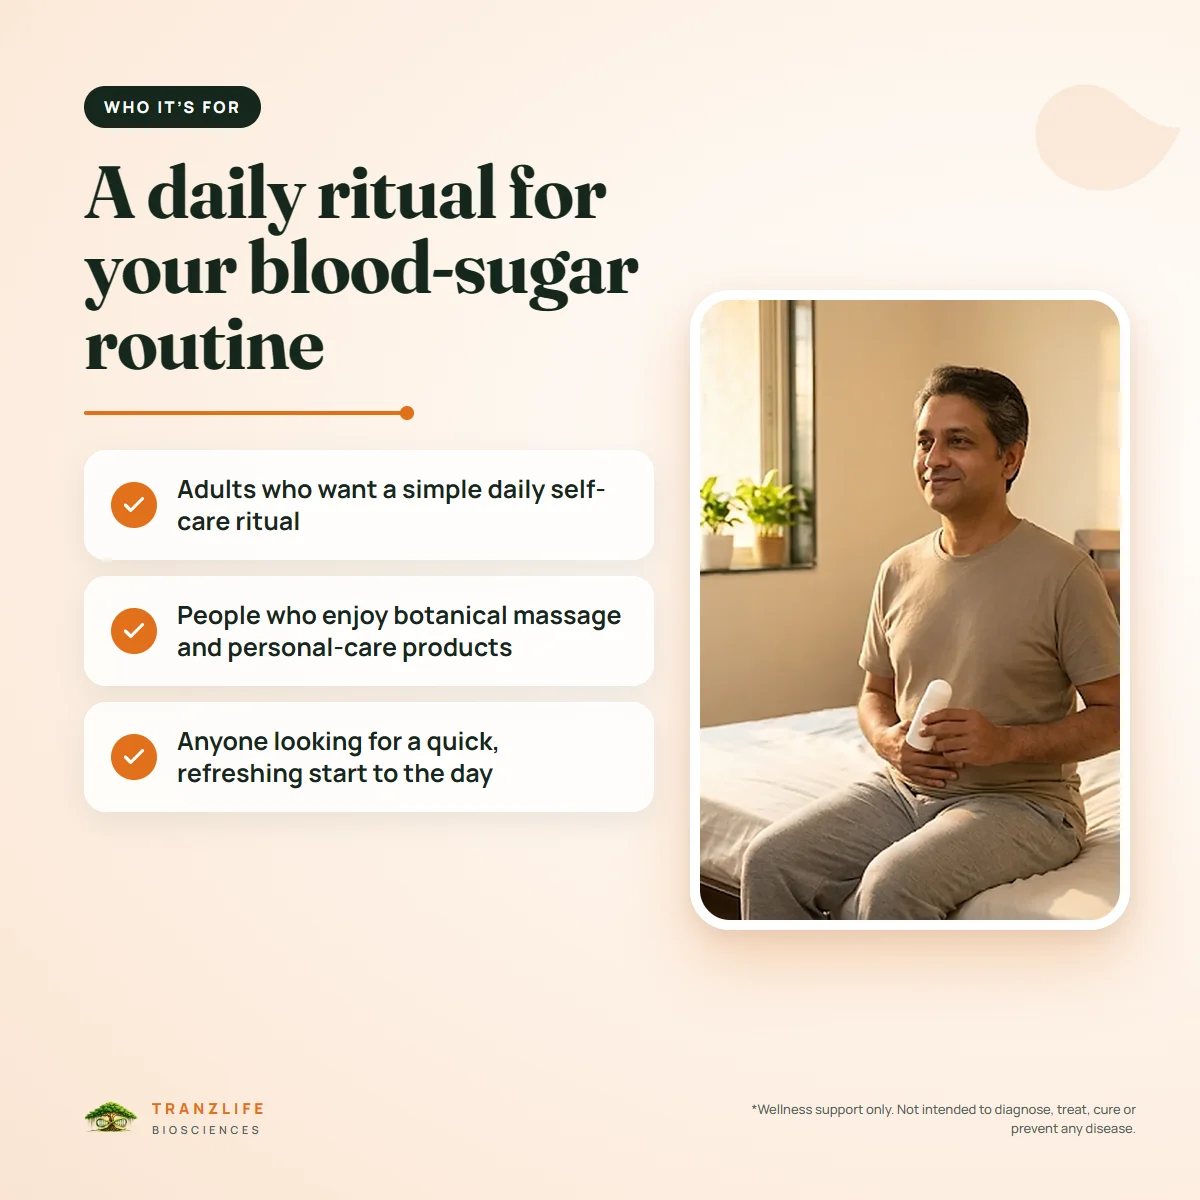 WHO IT’S FOR
A daily ritual for
your blood-sugar
routine
Adults who want a simple daily self-
care ritual
People who enjoy botanical massage
and personal-care products
Anyone looking for a quick,
refreshing start to the day
TRANZLIFE
BIOSCIENCES
*Wellness support only. Not intended to diagnose, treat, cure or
prevent any disease.